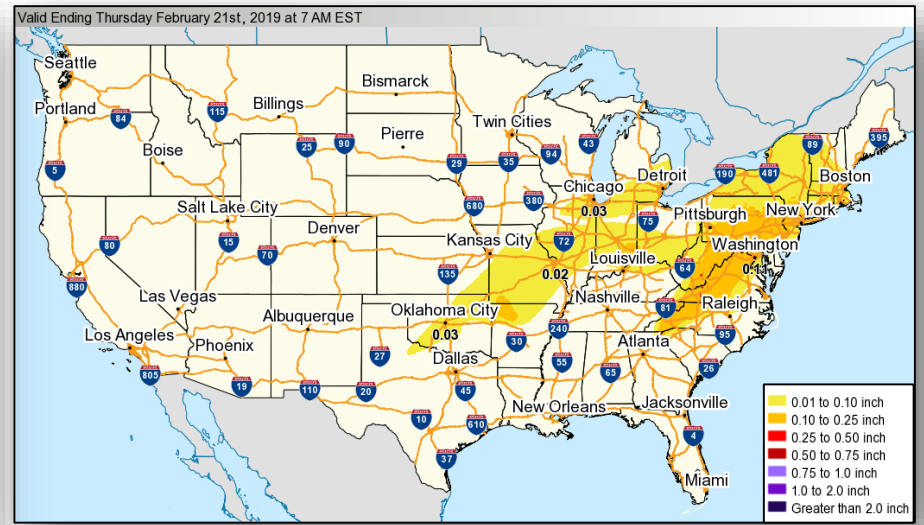 Valid Ending Thursday February 21st, 2019 at 7 AM EST
Seattle
Portland
84
5
Boise
115
Billings
Bismarck
25
90
Pierre
Twin Cities
29
35
94
43
395
89
190
481
Boston
Detroit
Chicago
0.03
75
680
380
Salt Lake City
15
80
70
Denver
Kansas City
72
135
0.02
Louisville
Pittsburgh
New York
Washington
0.11
64
880
Las Vegas
Los Angeles
805
Phoenix
19
Albuquerque
110
Oklahoma City
0.03
27
20
Dallas
30
45
240
Nashville
81
Raleigh
95
55
65
Atlanta
26
10
610
37
New Orleans
Jacksonville
4
Miami
0.01 to 0.10 inch
0.10 to 0.25 inch
0.25 to 0.50 inch
0.50 to 0.75 inch
0.75 to 1.0 inch
1.0 to 2.0 inch
Greater than 2.0 inch